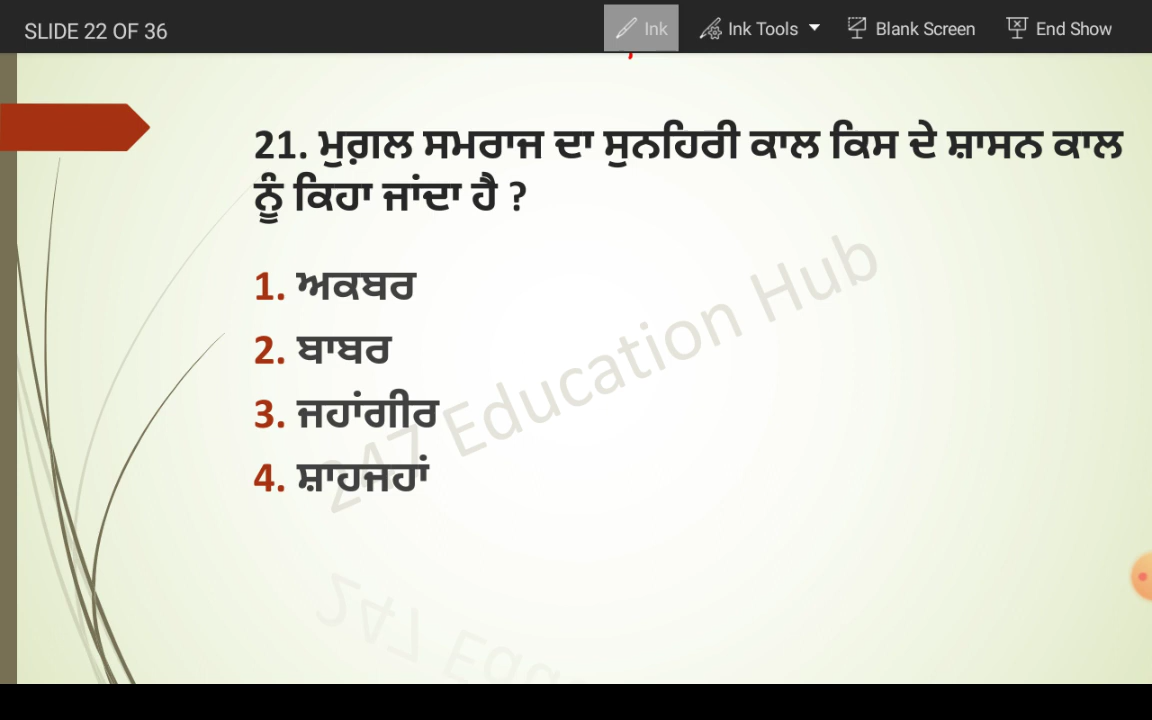 SLIDE 22 OF 36
Ink
Ink Tools
Blank Screen
End Show
21. ਮੁਗ਼ਲ ਸਮਰਾਜ ਦਾ ਸੁਨਹਿਰੀ ਕਾਲ ਕਿਸ ਦੇ ਸ਼ਾਸਨ ਕਾਲ
ਨੂੰ ਕਿਹਾ ਜਾਂਦਾ ਹੈ ?
1. ਅਕਬਰ
2. ਬਾਬਰ
3. ਜਹਾਂਗੀਰ
4. ਸ਼ਾਹਜਹਾਂ
247 Education Hub